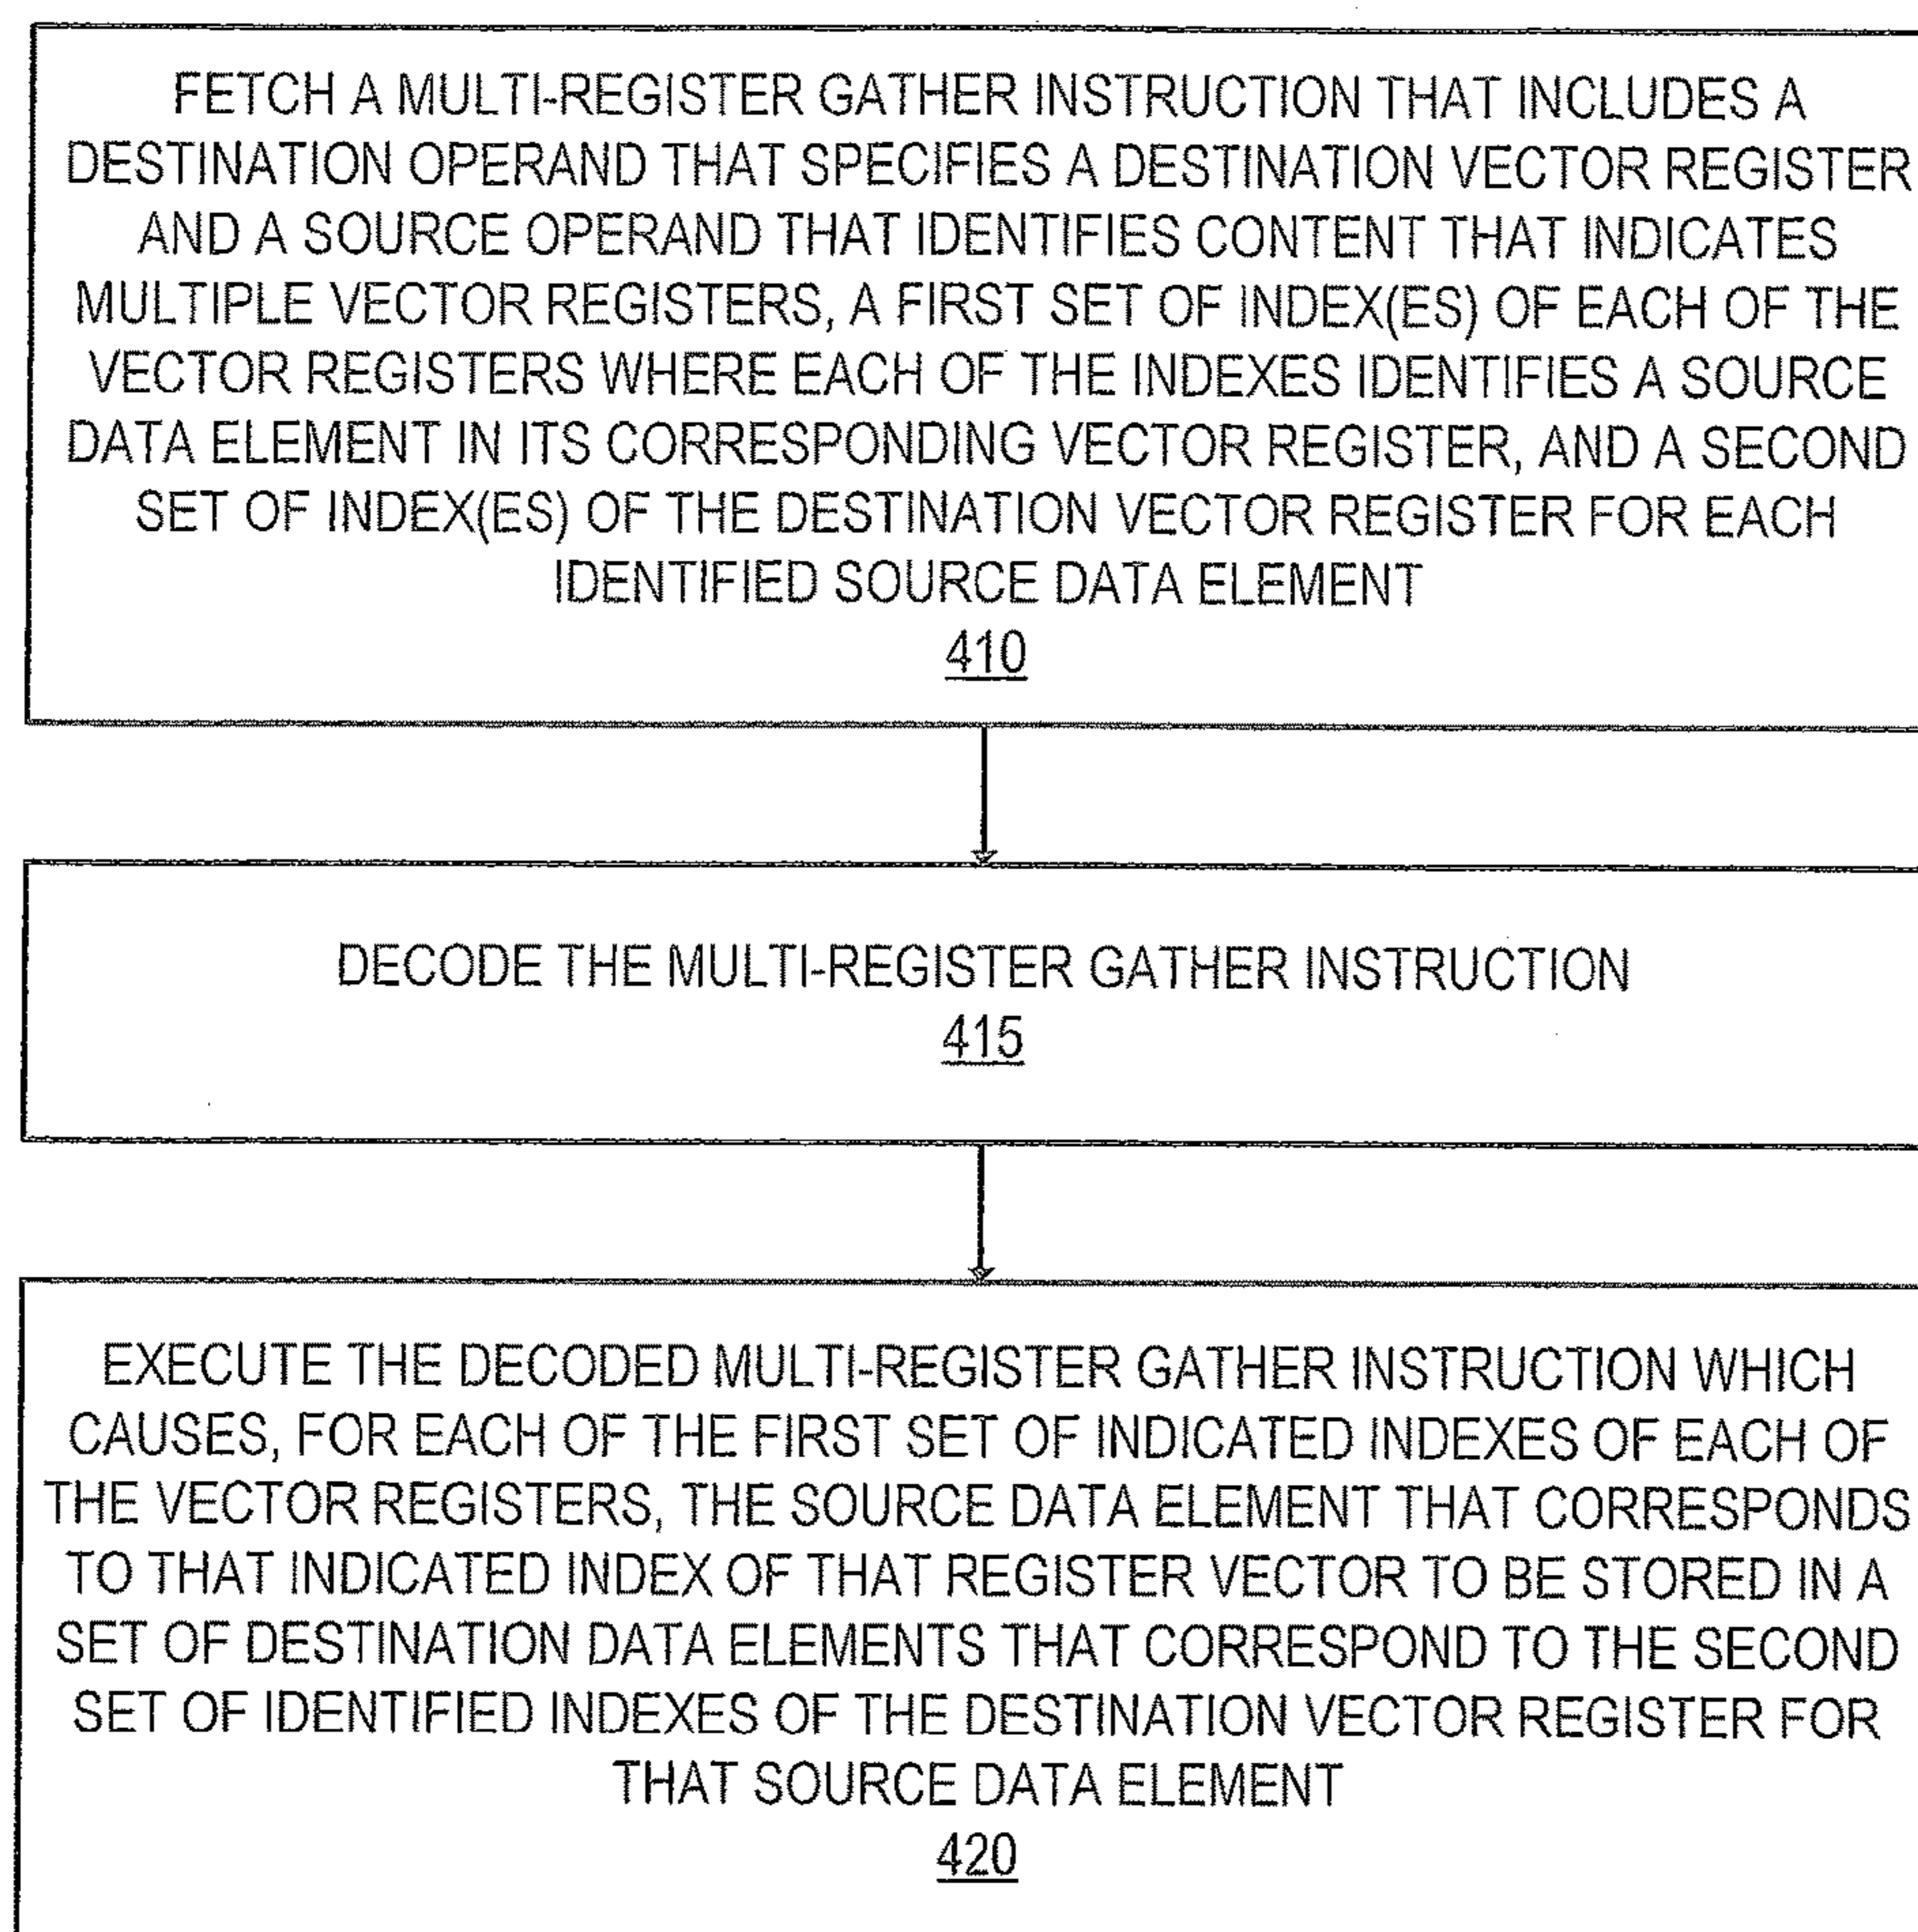 FETCH A MULTI-REGISTER GATHER INSTRUCTION THAT INCLUDES A
DESTINATION OPERAND THAT SPECIFIES A DESTINATION VECTOR REGISTER
AND A SOURCE OPERAND THAT IDENTIFIES CONTENT THAT INDICATES
MULTIPLE VECTOR REGISTERS, A FIRST SET OF INDEX(ES) OF EACH OF THE
VECTOR REGISTERS WHERE EACH OF THE INDEXES IDENTIFIES A SOURCE
DATA ELEMENT IN ITS CORRESPONDING VECTOR REGISTER, AND A SECOND
SET OF INDEX(ES) OF THE DESTINATION VECTOR REGISTER FOR EACH
IDENTIFIED SOURCE DATA ELEMENT
410
DECODE THE MULTI-REGISTER GATHER INSTRUCTION
415
EXECUTE THE DECODED MULTI-REGISTER GATHER INSTRUCTION WHICH
CAUSES, FOR EACH OF THE FIRST SET OF INDICATED INDEXES OF EACH OF
THE VECTOR REGISTERS, THE SOURCE DATA ELEMENT THAT CORRESPONDS
TO THAT INDICATED INDEX OF THAT REGISTER VECTOR TO BE STORED IN A
SET OF DESTINATION DATA ELEMENTS THAT CORRESPOND TO THE SECOND
SET OF IDENTIFIED INDEXES OF THE DESTINATION VECTOR REGISTER FOR
THAT SOURCE DATA ELEMENT
420